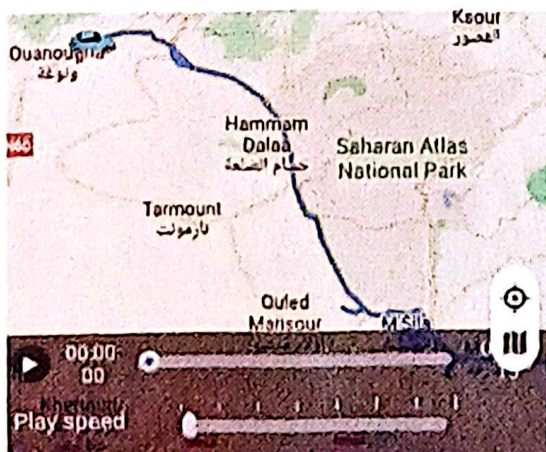 Ksour
القصور
Ouanougha
ونوغة
Hammam
Dalaa
حمام الضلعة
Saharan Atlas
National Park
Tarmount
تارمونت
Ouled
Mansour
M'Sila
00:00:
00
Play speed